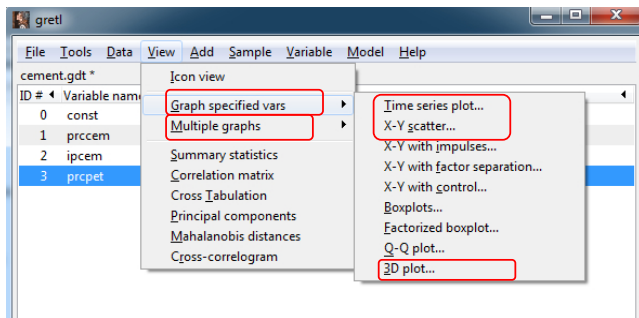 gretl
File Tools Data View Add Sample Variable Model Help
cement.gdt *
ID # Variable name
0 const
1 prccem
2 ipcem
3 prcpet
Icon view
Graph specified vars
Multiple graphs
Summary statistics
Correlation matrix
Cross Tabulation
Principal components
Mahalanobis distances
Cross-correlogram
Time series plot...
X-Y scatter...
X-Y with impulses...
X-Y with factor separation...
X-Y with control...
Boxplots...
Factorized boxplot...
Q-Q plot...
3D plot...